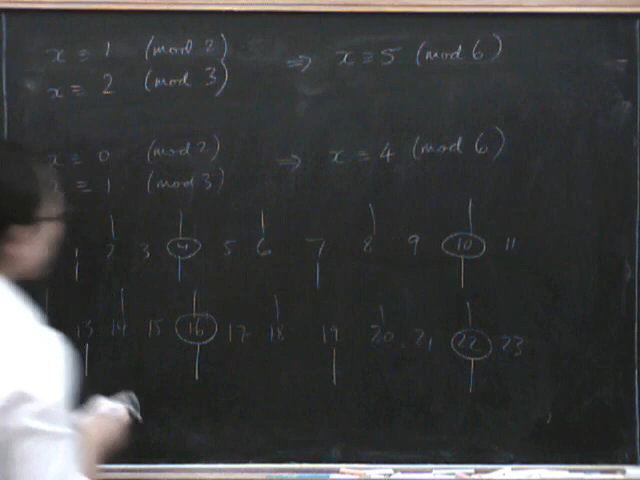 x ≡ 1 (mod 2)
x ≡ 2 (mod 3)
⇒ x ≡ 5 (mod 6)
x ≡ 0 (mod 2)
x ≡ 1 (mod 3)
⇒ x ≡ 4 (mod 6)
1 2 3 4 5 6 7 8 9 10 11
13 14 15 16 17 18 19 20 21 22 23